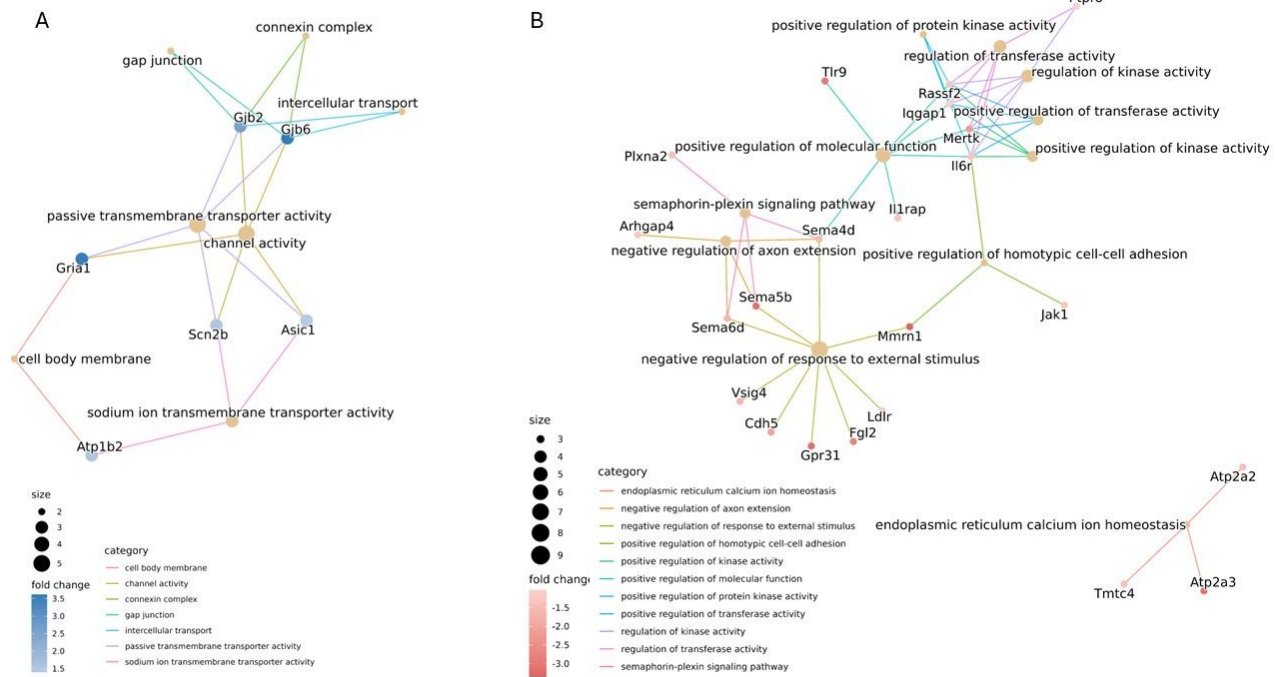 A
connexin complex
gap junction
intercellular transport
Gjb2
Gjb6
passive transmembrane transporter activity
channel activity
Gria1
Scn2b
Asic1
cell body membrane
sodium ion transmembrane transporter activity
Atp1b2
size
2
3
4
5
fold change
3.5
3.0
2.5
2.0
1.5
category
cell body membrane
channel activity
connexin complex
gap junction
intercellular transport
passive transmembrane transporter activity
sodium ion transmembrane transporter activity
B
positive regulation of protein kinase activity
regulation of transferase activity
Tlr9
regulation of kinase activity
Rassf2
Iqgap1
positive regulation of transferase activity
Mertk
positive regulation of molecular function
positive regulation of kinase activity
Plxna2
Il6r
semaphorin-plexin signaling pathway
Il1rap
Arhgap4
Sema4d
negative regulation of axon extension
positive regulation of homotypic cell-cell adhesion
Sema5b
Sema6d
Mmrn1
Jak1
negative regulation of response to external stimulus
Vsig4
Cdh5
Ldlr
Fgl2
Gpr31
Atp2a2
endoplasmic reticulum calcium ion homeostasis
Tmtc4
Atp2a3
size
3
4
5
6
7
8
9
fold chang
-1.5
-2.0
-2.5
-3.0
category
endoplasmic reticulum calcium ion homeostasis
negative regulation of axon extension
negative regulation of response to external stimulus
positive regulation of homotypic cell-cell adhesion
positive regulation of kinase activity
positive regulation of molecular function
positive regulation of protein kinase activity
positive regulation of transferase activity
regulation of kinase activity
regulation of transferase activity
semaphorin-plexin signaling pathway